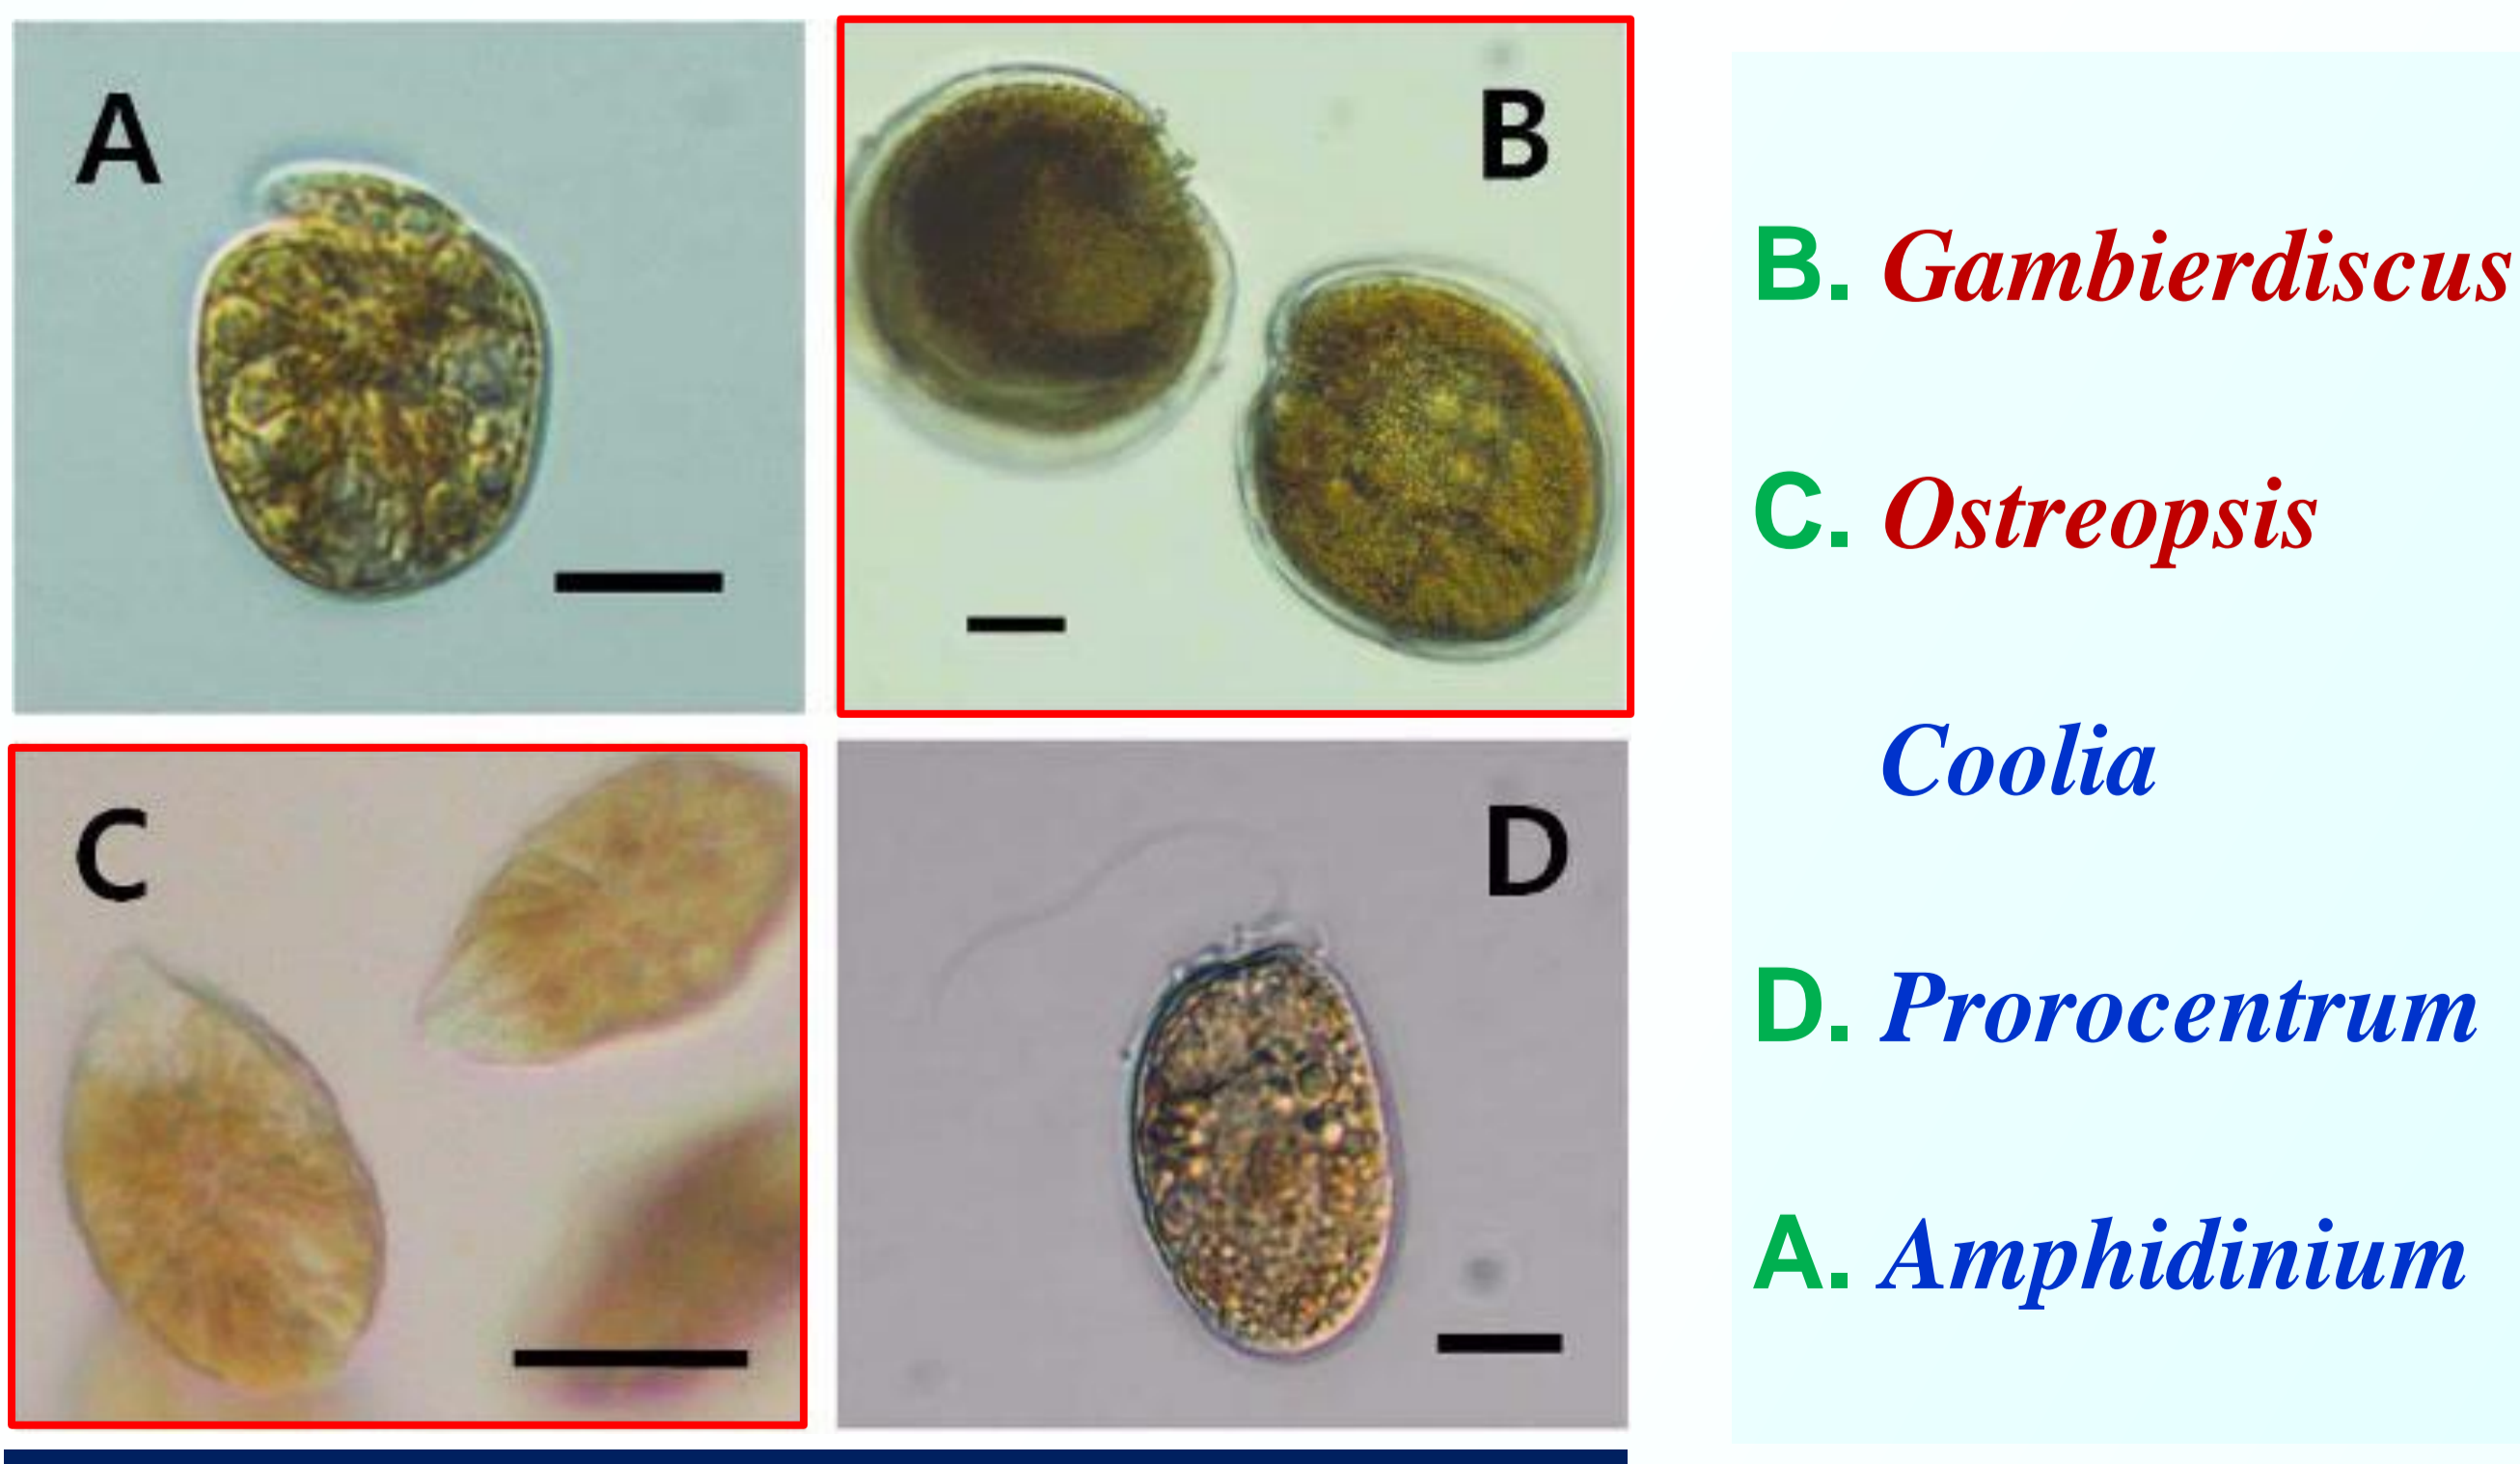 A
B
C
D
B. Gambierdiscus
C. Ostreopsis
Coolia
D. Prorocentrum
A. Amphidinium